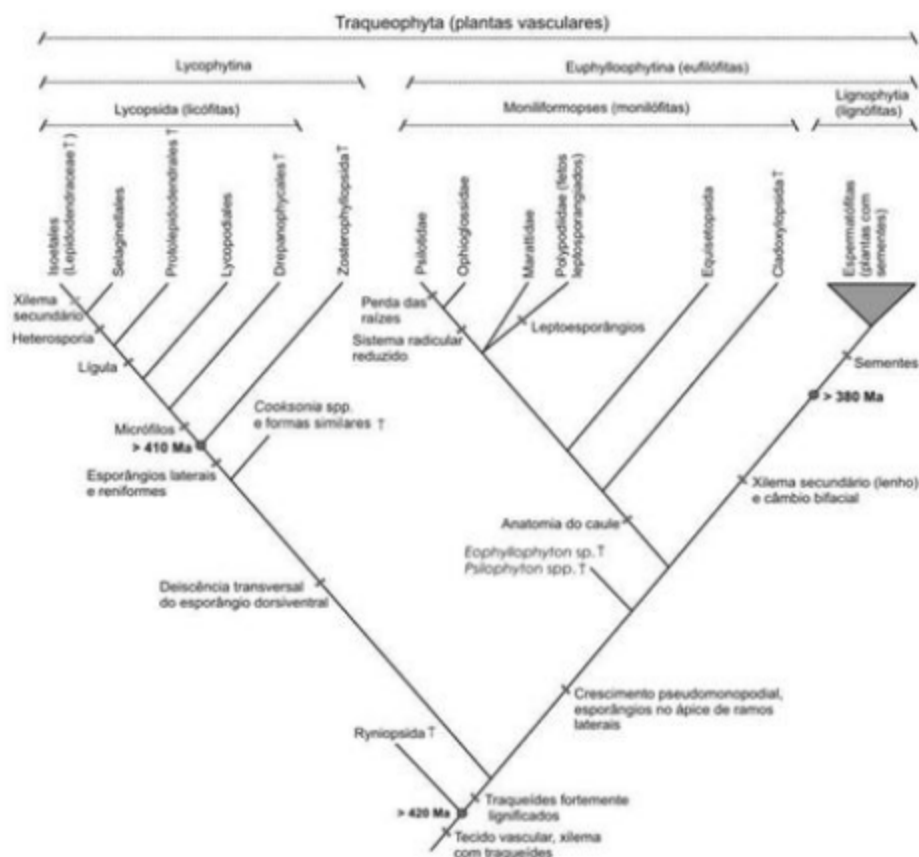 Traqueophyta (plantas vasculares)
Lycophytina
Euphylloophytina (eufilófitas)
Lycopsida (licófitas)
Moniliformopses (monilófitas)
Lignophytia
(lignófitas)
Isoetales
(Lepidodendraceae †)
Selaginellales
Protolepidodendrales †
Lycopodiales
Drepanophycales †
Zosterophyllopsida †
Psilotidae
Ophioglossidae
Marattidae
Polypodiidae (fetos
leptosporangiados)
Equisetopsida
Cladoxylopsida †
Espermatófitas
(plantas com
sementes)
Xilema
secundário
Heterosporia
Lígula
Micrófilos
> 410 Ma
Esporângios laterais
e reniformes
Cooksonia spp.
e formas similares †
Perda das
raízes
Sistema radicular
reduzido
Leptoesporângios
Sementes
> 380 Ma
Xilema secundário (lenho)
e câmbio bifacial
Anatomia do caule
Eophyllophyton sp. †
Psilophyton spp. †
Deiscência transversal
do esporângio dorsiventral
Crescimento pseudomonopodial,
esporângios no ápice de ramos
laterais
Ryniopsida †
> 420 Ma
Traqueídes fortemente
lignificados
Tecido vascular, xilema
com traqueídes